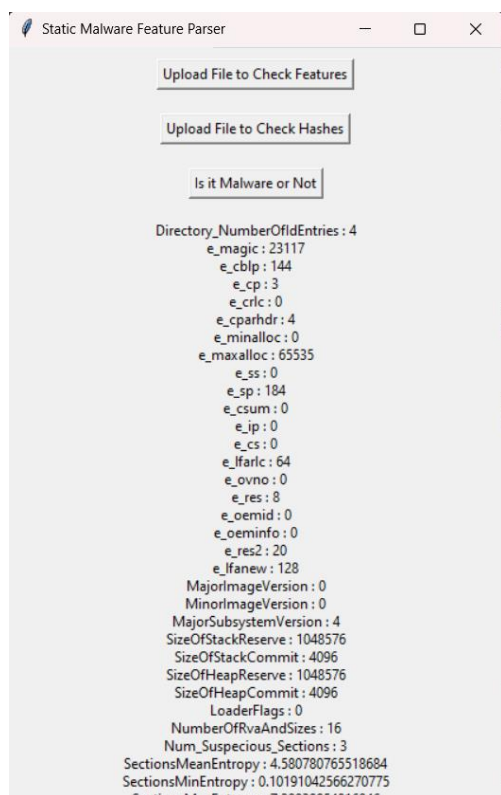 Static Malware Feature Parser
Upload File to Check Features
Upload File to Check Hashes
Is it Malware or Not
Directory_NumberOfIdEntries : 4
e_magic : 23117
e_cblp : 144
e_cp : 3
e_crlc : 0
e_cparhdr : 4
e_minalloc : 0
e_maxalloc : 65535
e_ss : 0
e_sp : 184
e_csum : 0
e_ip : 0
e_cs : 0
e_lfarlc : 64
e_ovno : 0
e_res : 8
e_oemid : 0
e_oeminfo : 0
e_res2 : 20
e_lfanew : 128
MajorImageVersion : 0
MinorImageVersion : 0
MajorSubsystemVersion : 4
SizeOfStackReserve : 1048576
SizeOfStackCommit : 4096
SizeOfHeapReserve : 1048576
SizeOfHeapCommit : 4096
LoaderFlags : 0
NumberOfRvaAndSizes : 16
Num_Suspecious_Sections : 3
SectionsMeanEntropy : 4.580780765518684
SectionsMinEntropy : 0.10191042566270775